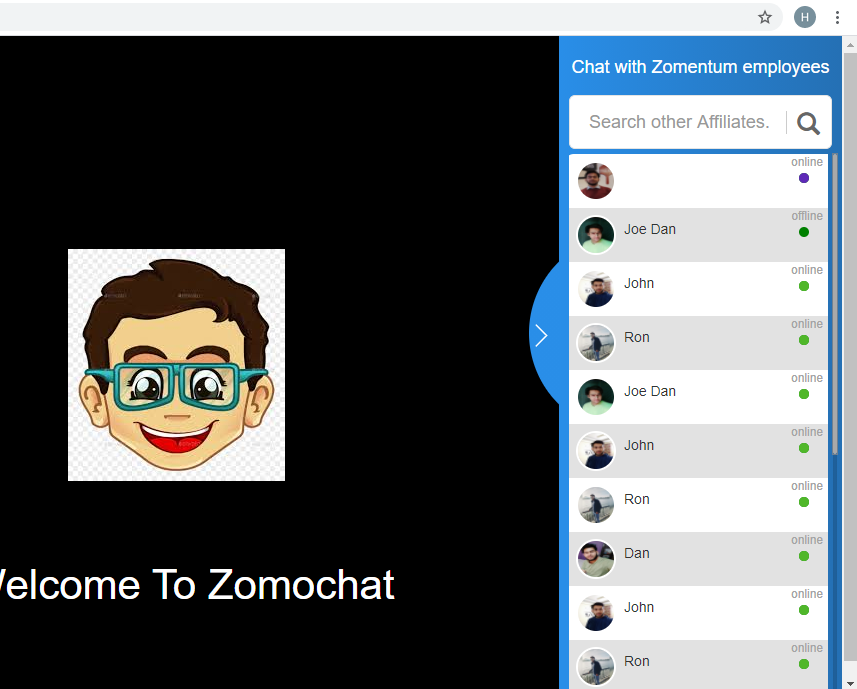 H
Chat with Zomentum employees
Search other Affiliates.
online
offline
Joe Dan
online
John
online
Ron
online
Joe Dan
online
John
online
Ron
online
Dan
online
John
online
Ron
elcome To Zomochat